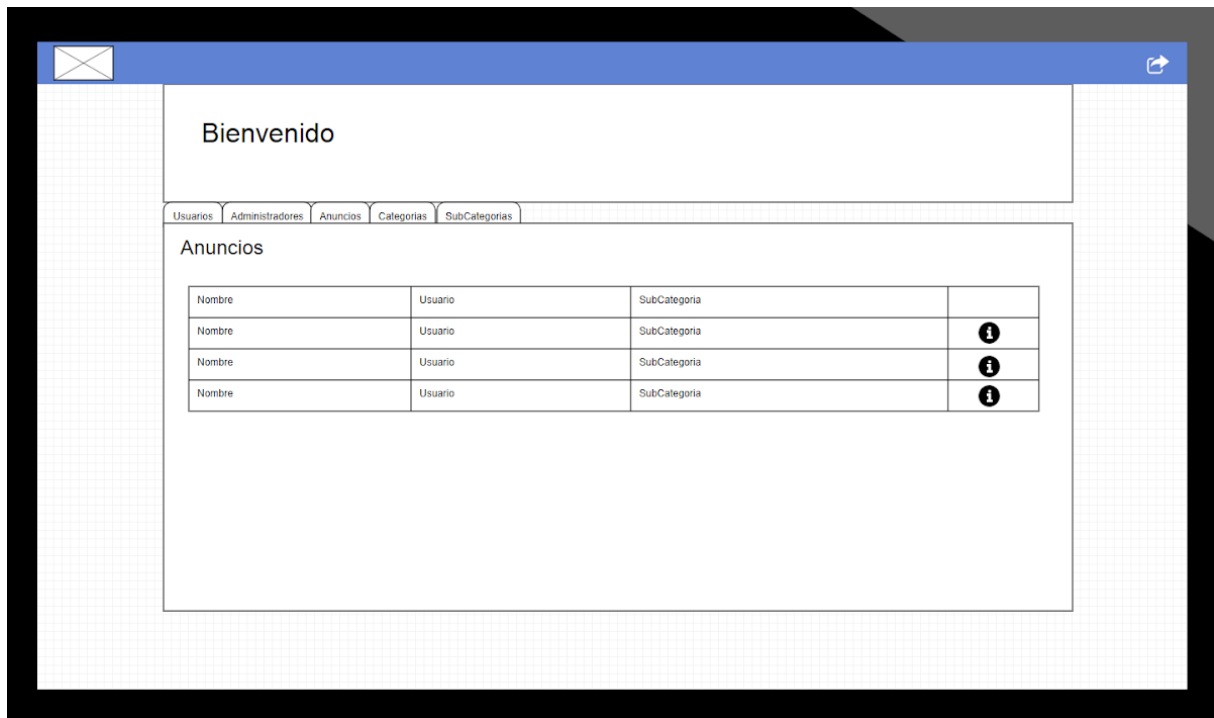 Bienvenido
Usuarios Administradores Anuncios Categorias SubCategorias
Anuncios
Nombre Usuario SubCategoria
Nombre Usuario SubCategoria
Nombre Usuario SubCategoria
Nombre Usuario SubCategoria